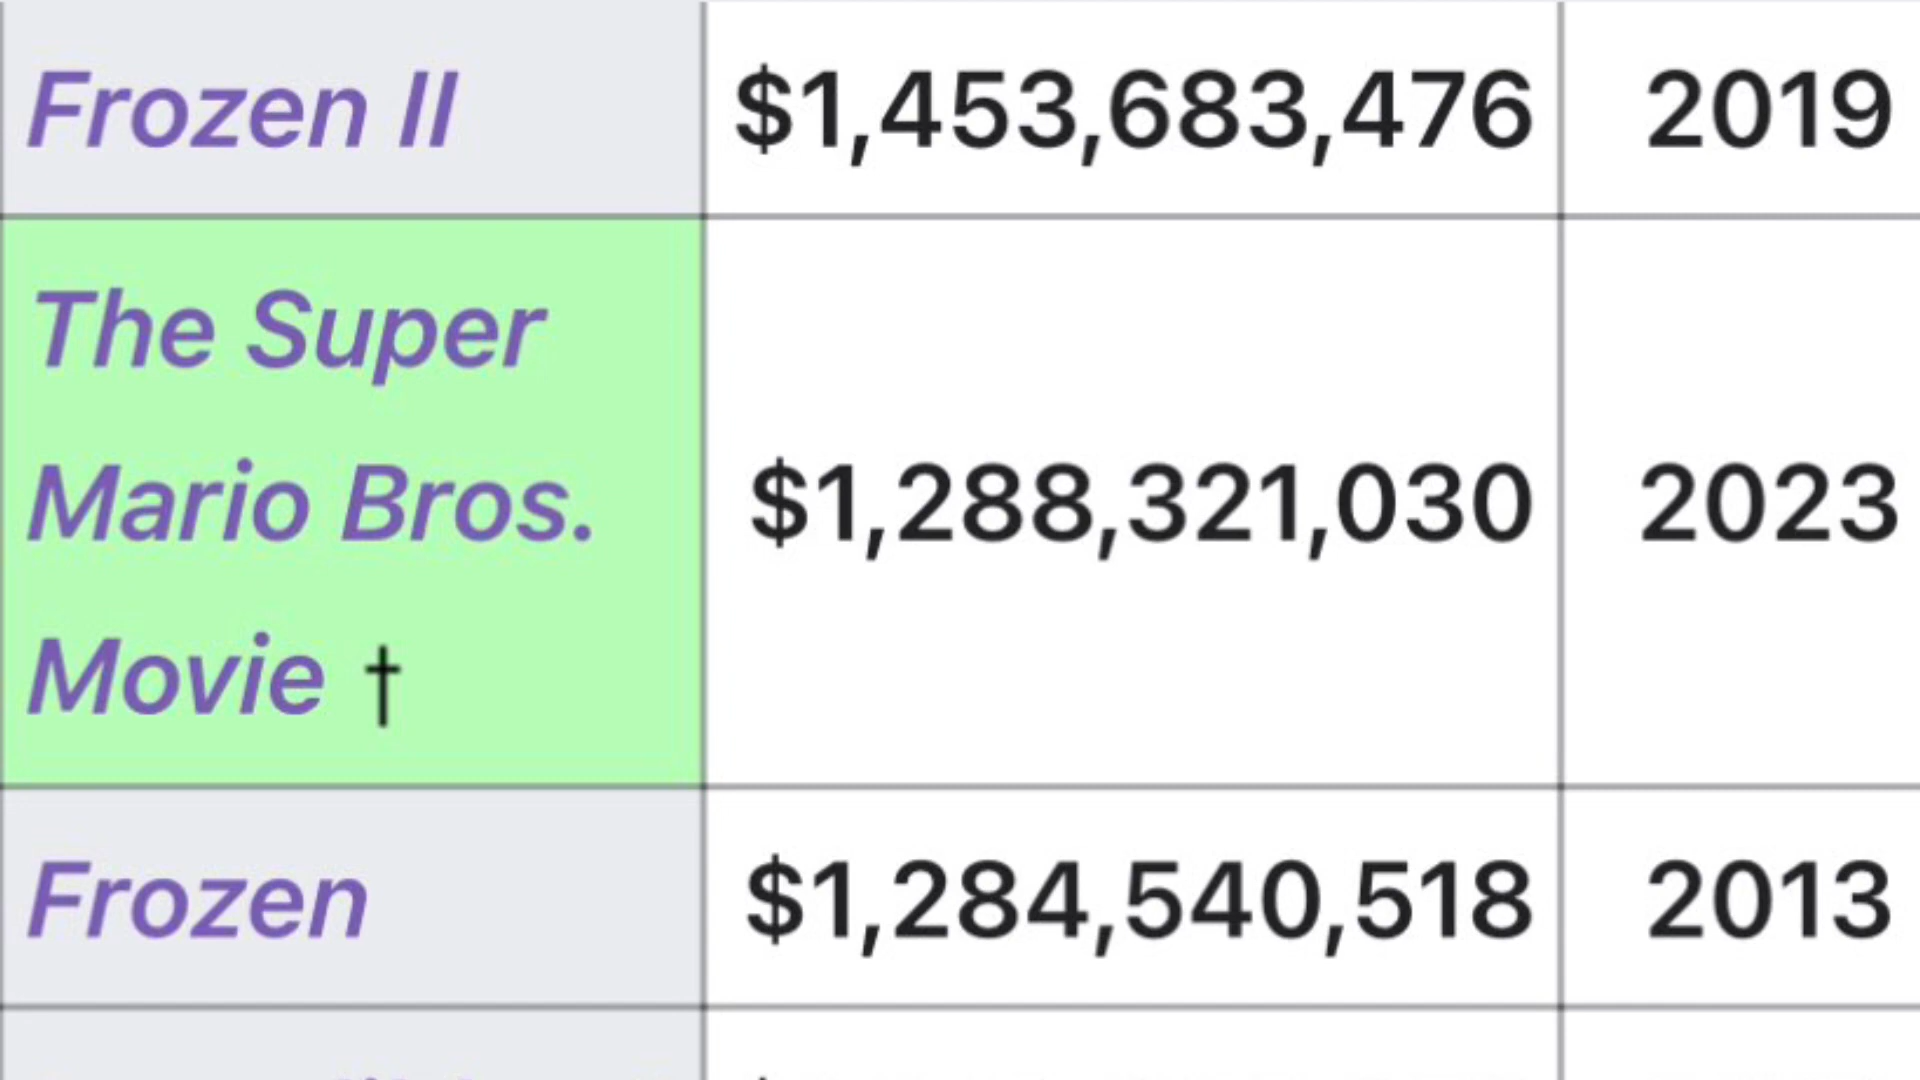 Frozen II $1,453,683,476 2019
The Super
Mario Bros. $1,288,321,030 2023
Movie †
Frozen $1,284,540,518 2013